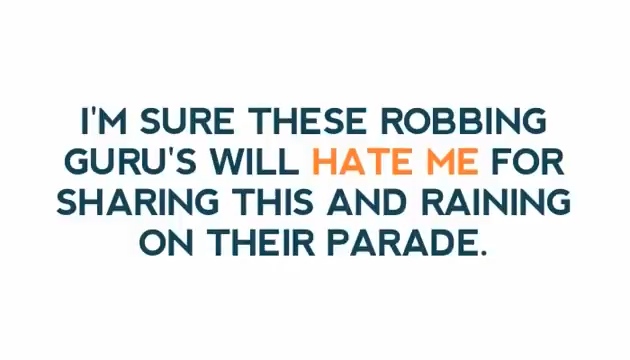 I'M SURE THESE ROBBING
GURU'S WILL HATE ME FOR
SHARING THIS AND RAINING
ON THEIR PARADE.